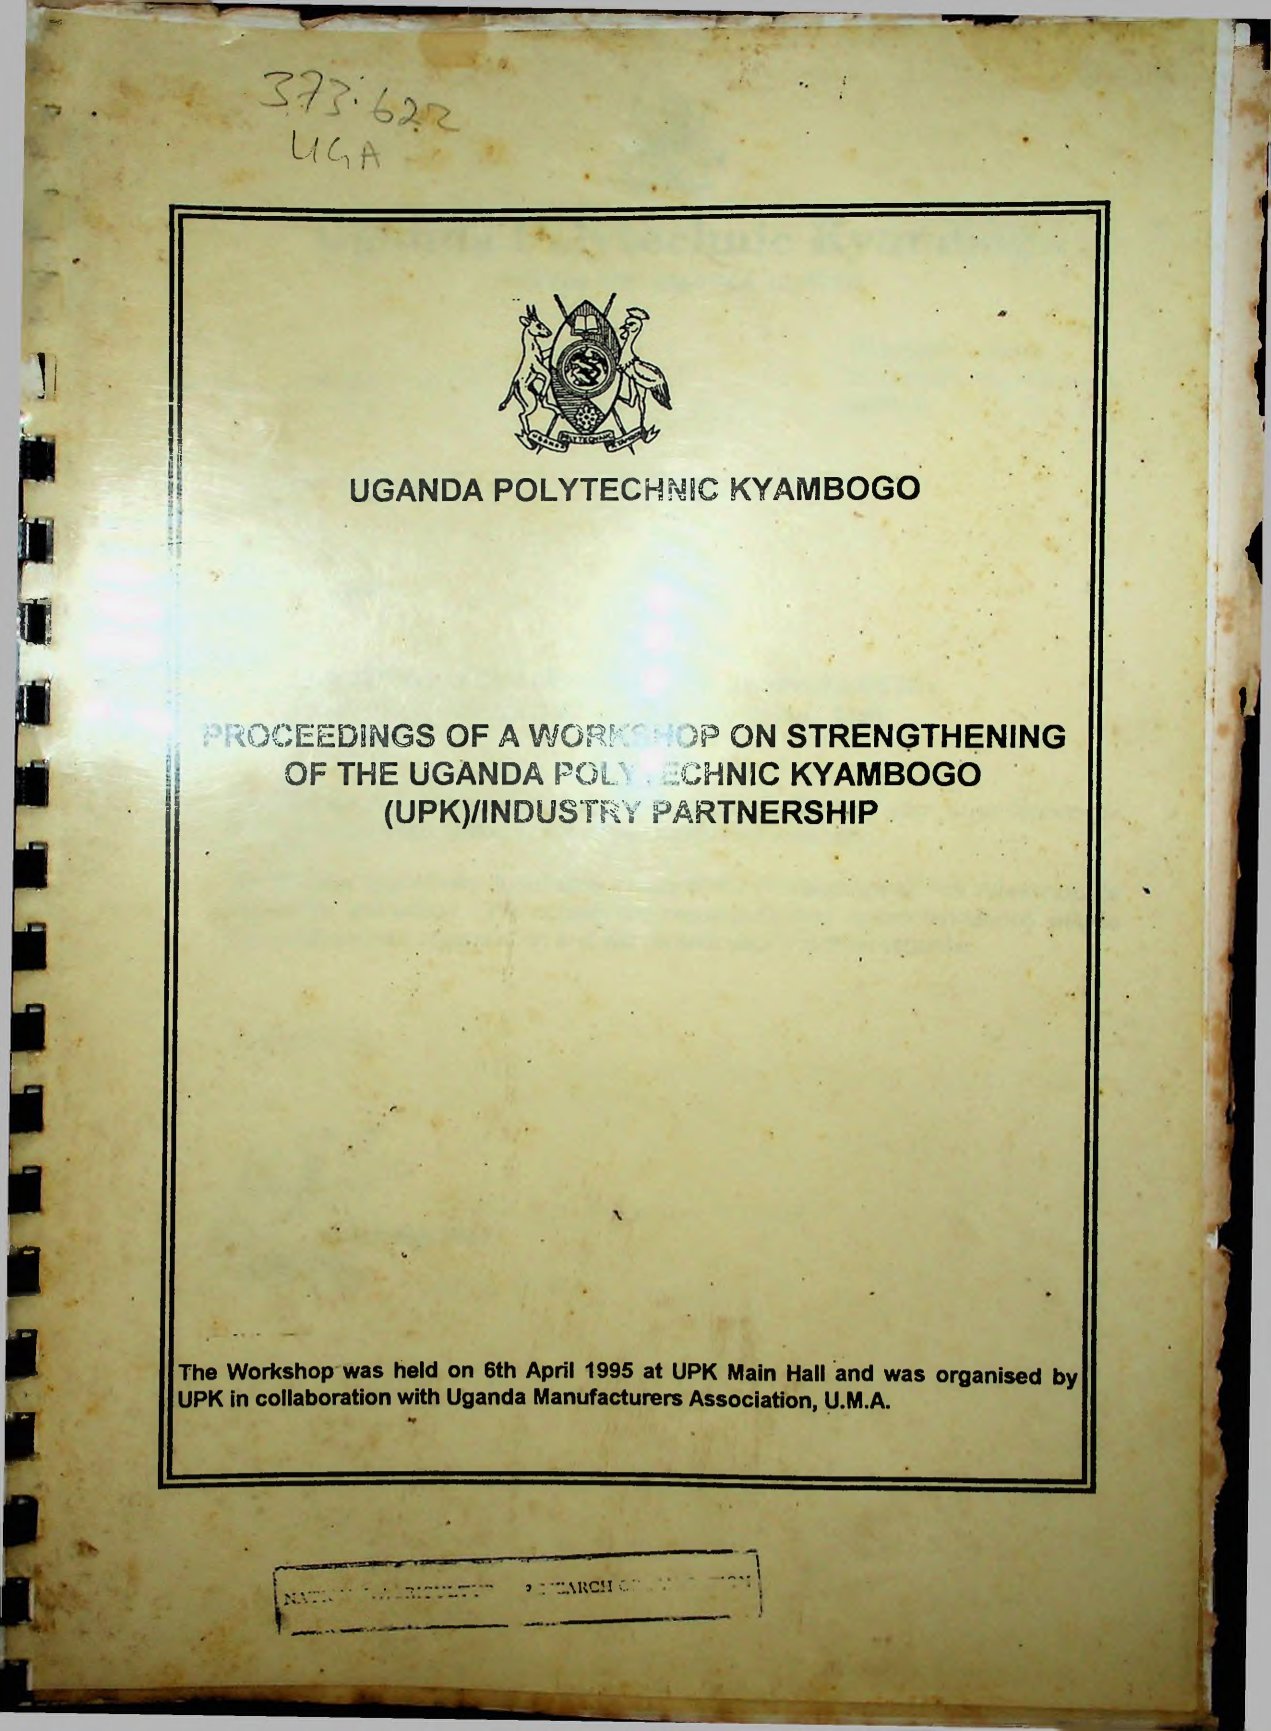 373.622
UGA
UGANDA POLYTECHNIC KYAMBOGO
PROCEEDINGS OF A WORKSHOP ON STRENGTHENING
OF THE UGANDA POLYTECHNIC KYAMBOGO
(UPK)/INDUSTRY PARTNERSHIP
The Workshop was held on 6th April 1995 at UPK Main Hall and was organised by
UPK in collaboration with Uganda Manufacturers Association, U.M.A.